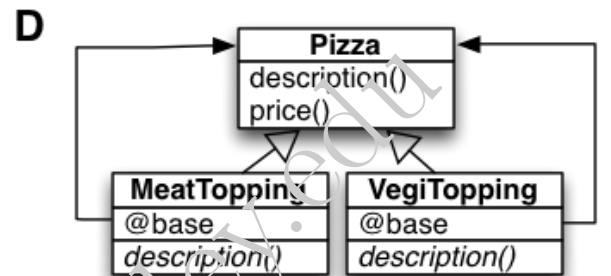 D
Pizza
description()
price()
MeatTopping
@base
description()
VegiTopping
@base
description()